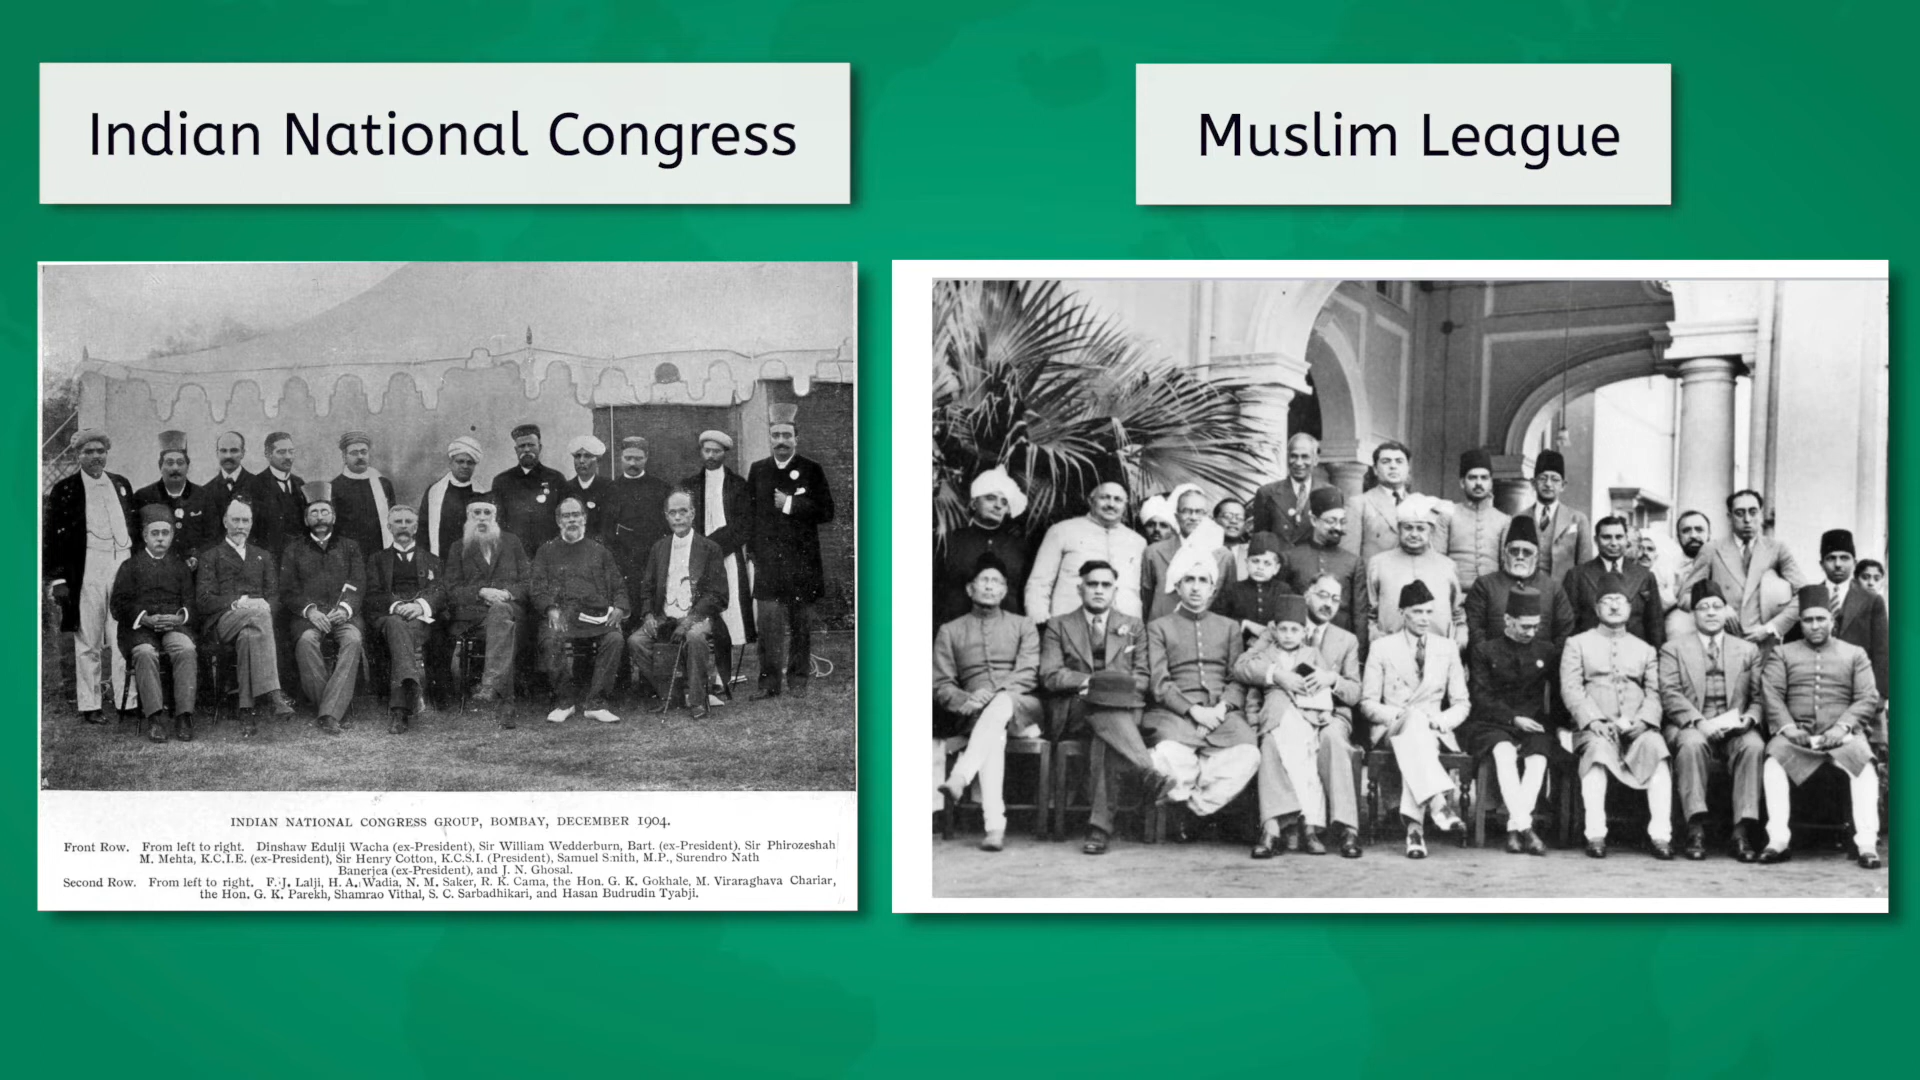 Indian National Congress
Muslim League
INDIAN NATIONAL CONGRESS GROUP, BOMBAY, DECEMBER 1904.
Front Row. From left to right. Dinshaw Edulji Wacha (ex-President), Sir William Wedderburn, Bart. (ex-President). Sir Phirozeshah
M. Mehta, K.C.I.E. (ex-President), Sir Henry Cotton, K.C.S.I. (President), Samuel Smith, M.P., Surendro Nath
Banerjea (ex-President), and J. N. Ghosal.
Second Row. From left to right. F. J. Lalji, H. A. Wadia, N. M. Saker, R. K. Cama, the Hon. G. K. Gokhale, M. Viraraghava Chariar,
the Hon. G. K. Parekh, Shamrao Vithal, S. C. Sarbadhikari, and Hasan Budrudin Tyabji.